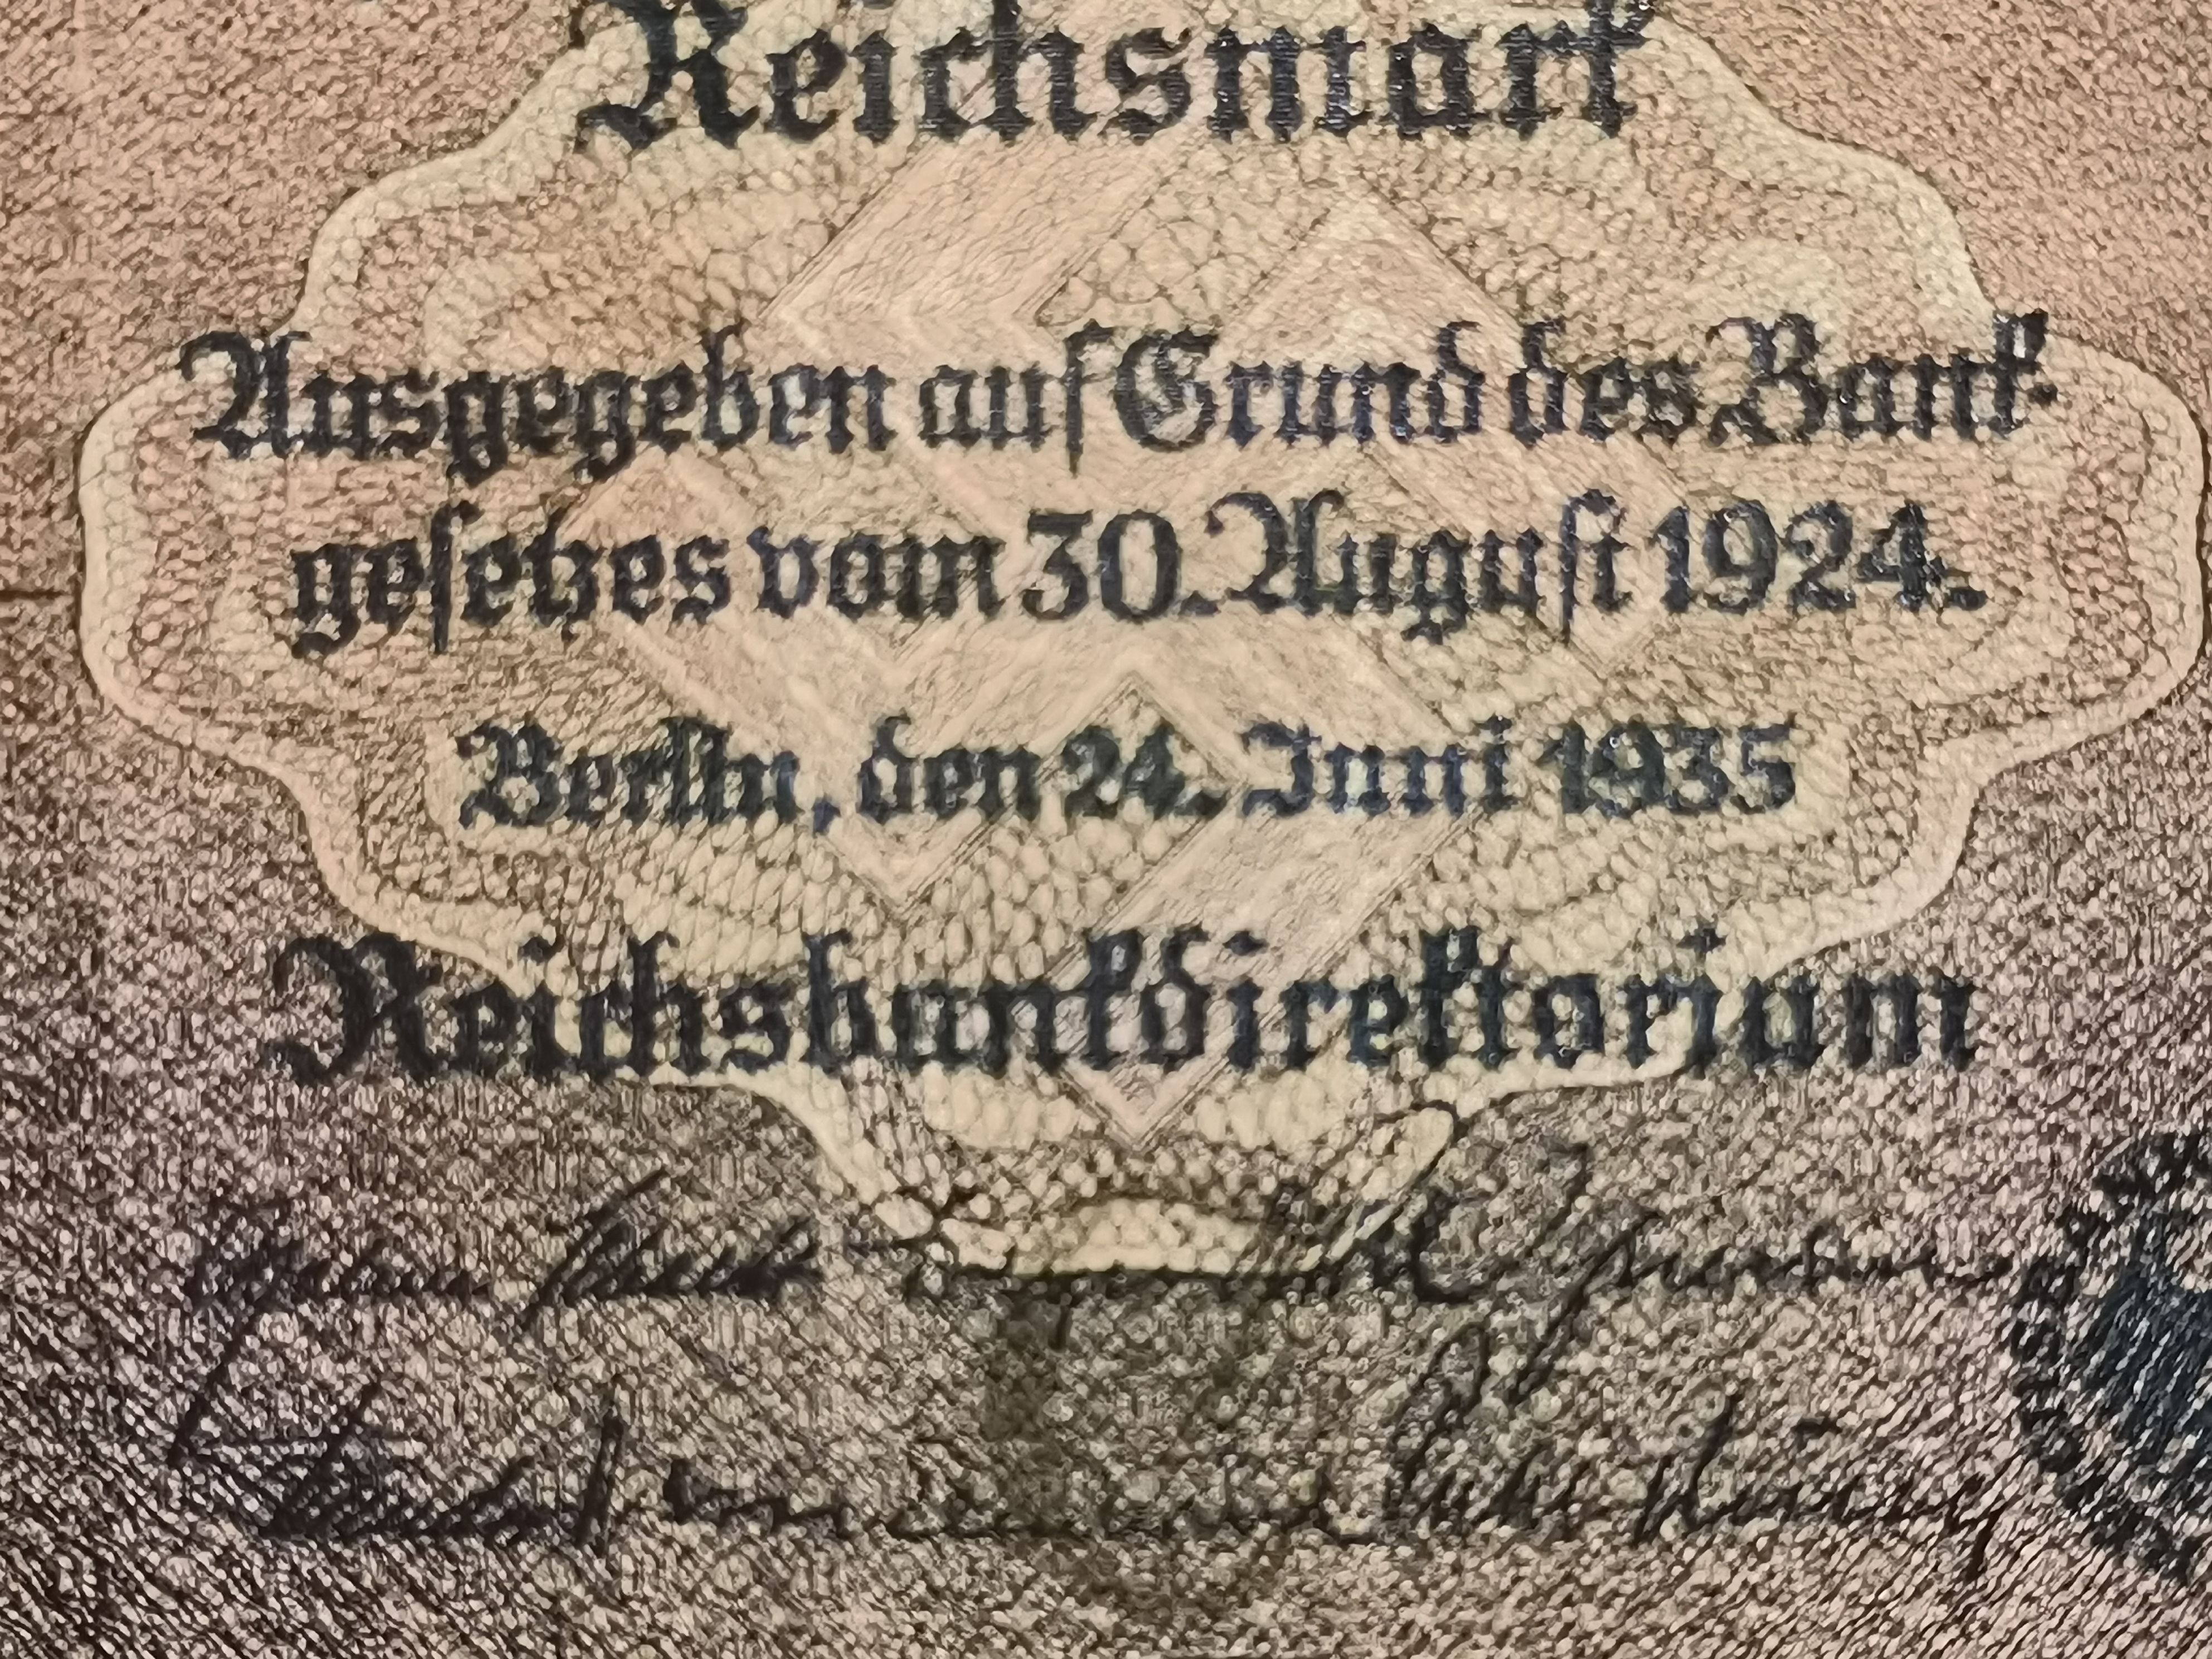 Reichsmark
Ausgegeben auf Grund des Bank-
gesetzes vom 30. August 1924.
Berlin, den 24. Juni 1935
Reichsbankdirektorium